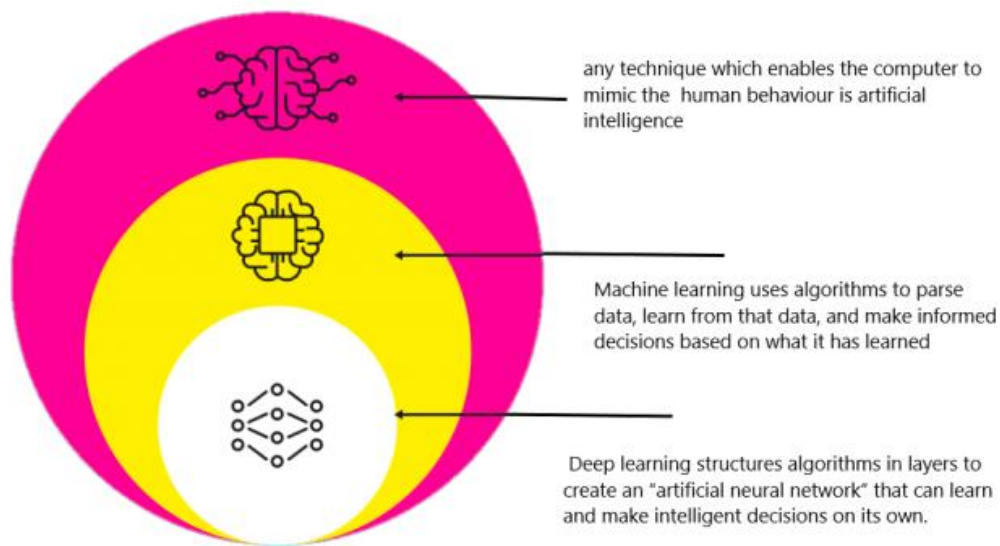 any technique which enables the computer to
mimic the  human behaviour is artificial
intelligence
Machine learning uses algorithms to parse
data, learn from that data, and make informed
decisions based on what it has learned
Deep learning structures algorithms in layers to
create an “artificial neural network” that can learn
and make intelligent decisions on its own.